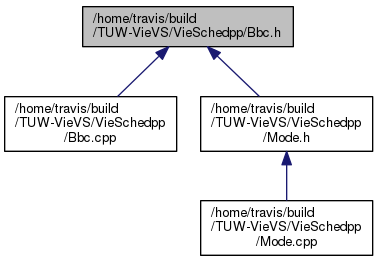 /home/travis/build
/TUW-VieVS/VieSchedpp/Bbc.h
/home/travis/build
/TUW-VieVS/VieSchedpp
/Bbc.cpp
/home/travis/build
/TUW-VieVS/VieSchedpp
/Mode.h
/home/travis/build
/TUW-VieVS/VieSchedpp
/Mode.cpp